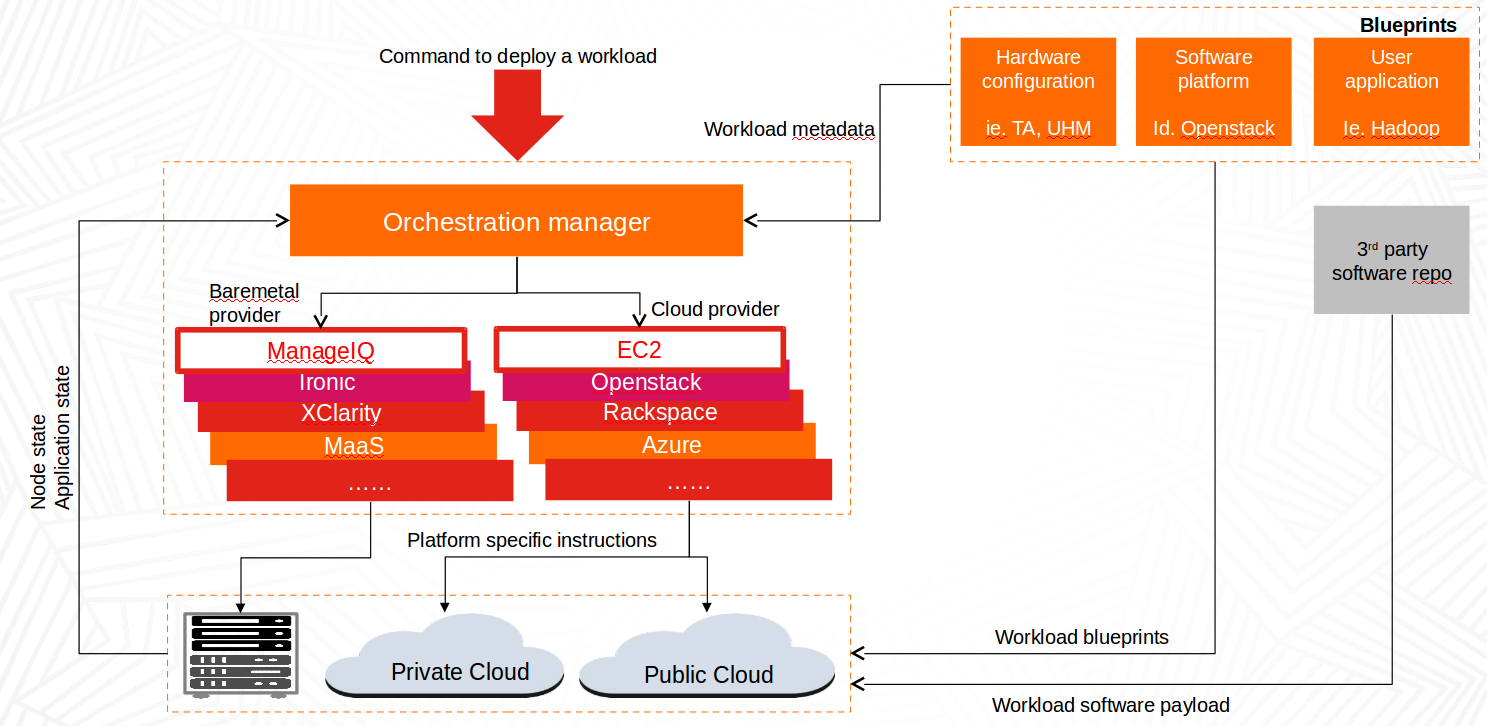 Blueprints
Command to deploy a workload
Hardware
configuration
ie. TA, UHM
Software
platform
Id. Openstack
User
application
Ie. Hadoop
Workload metadata
Orchestration manager
3rd party
software repo
Baremetal
provider
Cloud provider
ManageIQ
Ironic
XClarity
MaaS
......
EC2
Openstack
Rackspace
Azure
......
Node state
Application state
Platform specific instructions
Private Cloud
Public Cloud
Workload blueprints
Workload software payload